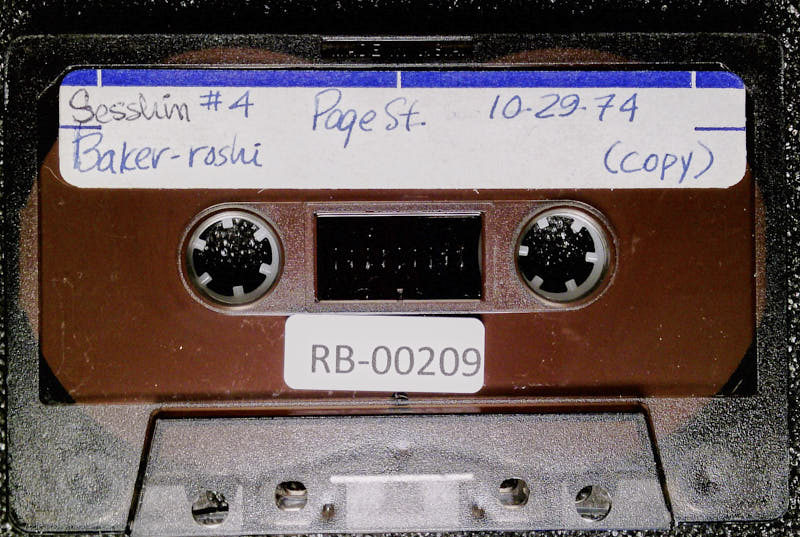 Sesshin #4 Page St. 10-29-74
Baker-roshi (copy)
RB-00209